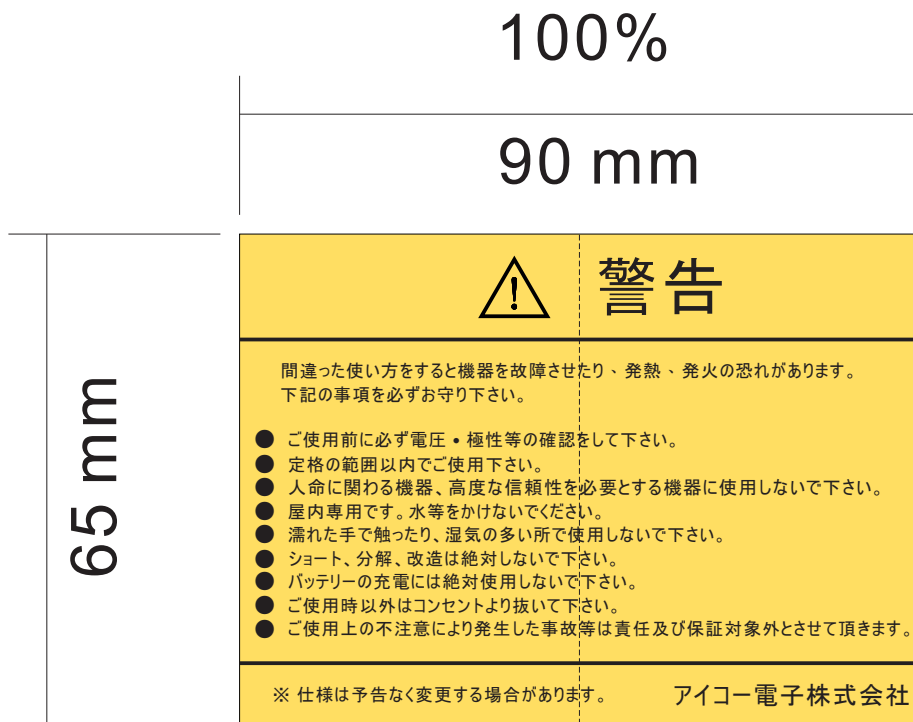 100%
90 mm
65 mm
警告
間違った使い方をすると機器を故障させたり、発熱、発火の恐れがあります。
下記の事項を必ずお守り下さい。
● ご使用前に必ず電圧・極性等の確認をして下さい。
● 定格の範囲以内でご使用下さい。
● 人命に関わる機器、高度な信頼性を必要とする機器に使用しないで下さい。
● 屋内専用です。水等をかけないでください。
● 濡れた手で触ったり、湿気の多い所で使用しないで下さい。
● ショート、分解、改造は絶対しないで下さい。
● バッテリーの充電には絶対使用しないで下さい。
● ご使用時以外はコンセントより抜いて下さい。
● ご使用上の不注意により発生した事故等は責任及び保証対象外とさせて頂きます。
※ 仕様は予告なく変更する場合があります。 アイコー電子株式会社